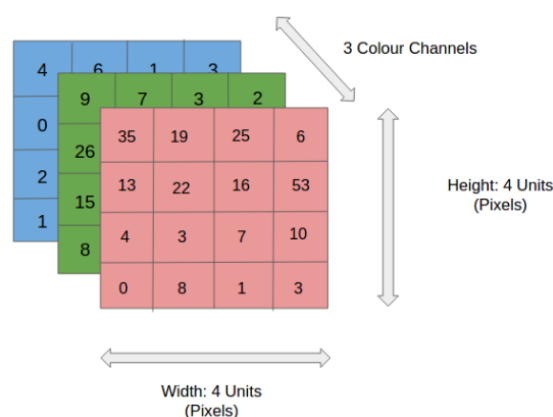 3 Colour Channels
4 6 1 3
9 7 3 2
0
35 19 25 6
26
2
13 22 16 53
15
1
4 3 7 10
8
0 8 1 3
Height: 4 Units
(Pixels)
Width: 4 Units
(Pixels)